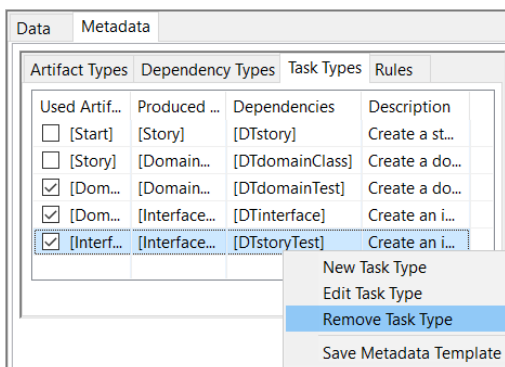 Data Metadata
Artifact Types Dependency Types Task Types Rules
Used Artif... Produced ... Dependencies Description
[Start] [Story] [DTstory] Create a st...
[Story] [Domain... [DTdomainClass] Create a do...
[Dom... [Domain... [DTdomainTest] Create a do...
[Dom... [Interface... [DTinterface] Create an i...
[Interf... [Interface... [DTstoryTest] Create an i...
New Task Type
Edit Task Type
Remove Task Type
Save Metadata Template